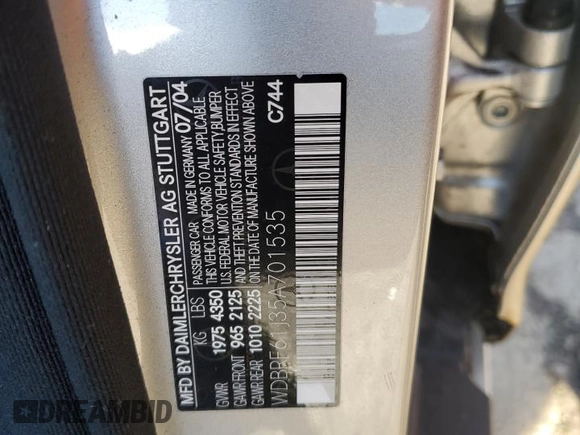 MFD BY DAIMLERCHRYSLER AG STUTTGART
PASSENGER CAR MADE IN GERMANY 07/04
KG LBS THIS VEHICLE CONFORMS TO ALL APPLICABLE
GVWR 1975 4350 U.S. FEDERAL MOTOR VEHICLE SAFETY,BUMPER
GAWR FRONT 965 2125 AND THEFT PREVENTION STANDARDS IN EFFECT
GAWR REAR 1010 2225 ON THE DATE OF MANUFACTURE SHOWN ABOVE
C744
DREAMBID